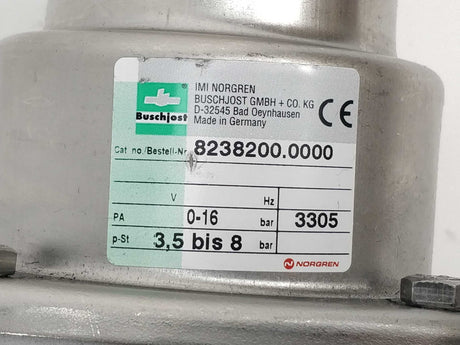 IMI NORGREN
BUSCHJOST GMBH + CO. KG
D-32545 Bad Oeynhausen
Made in Germany
CE
Buschjost
Cat no./Bestell-Nr. 8238200.0000
V Hz
PA 0-16 bar 3305
p-St 3,5 bis 8 bar
NORGREN